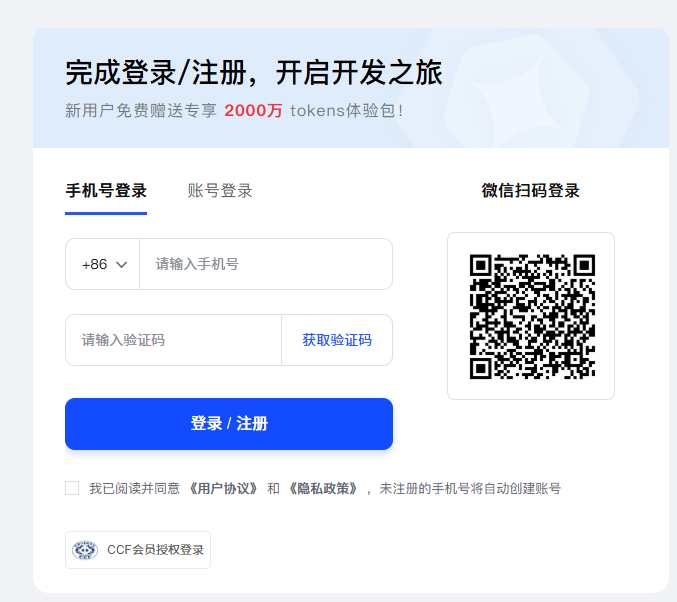 完成登录/注册，开启开发之旅
新用户免费赠送专享 2000万 tokens体验包！
手机号登录
账号登录
微信扫码登录
+86
请输入手机号
请输入验证码
获取验证码
登录 / 注册
我已阅读并同意 《用户协议》 和 《隐私政策》 ，未注册的手机号将自动创建账号
CCF会员授权登录